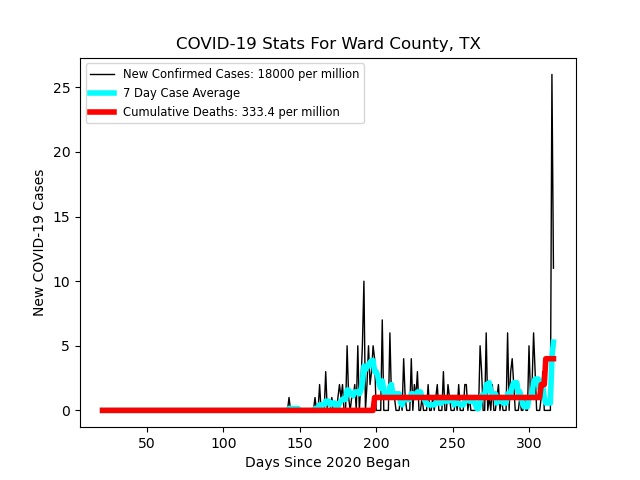 COVID-19 Stats For Ward County, TX
New Confirmed Cases: 18000 per million
7 Day Case Average
Cumulative Deaths: 333.4 per million
New COVID-19 Cases
25
20
15
10
5
0
50 100 150 200 250 300
Days Since 2020 Began